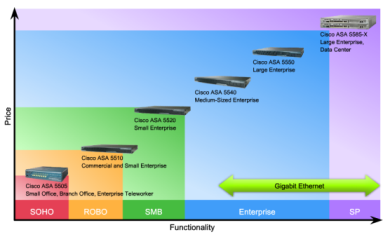 Cisco ASA 5585-X
Large Enterprise,
Data Center
Cisco ASA 5550
Large Enterprise
Cisco ASA 5540
Medium-Sized Enterprise
Cisco ASA 5520
Small Enterprise
Cisco ASA 5510
Commercial and Small Enterprise
Cisco ASA 5505
Small Office, Branch Office, Enterprise Teleworker
Gigabit Ethernet
Price
SOHO ROBO SMB Enterprise SP
Functionality